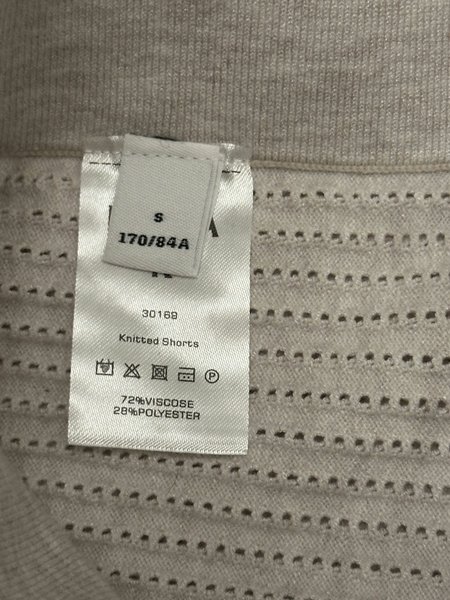 S
170/84A
30169
Knitted Shorts
72%VISCOSE
28%POLYESTER